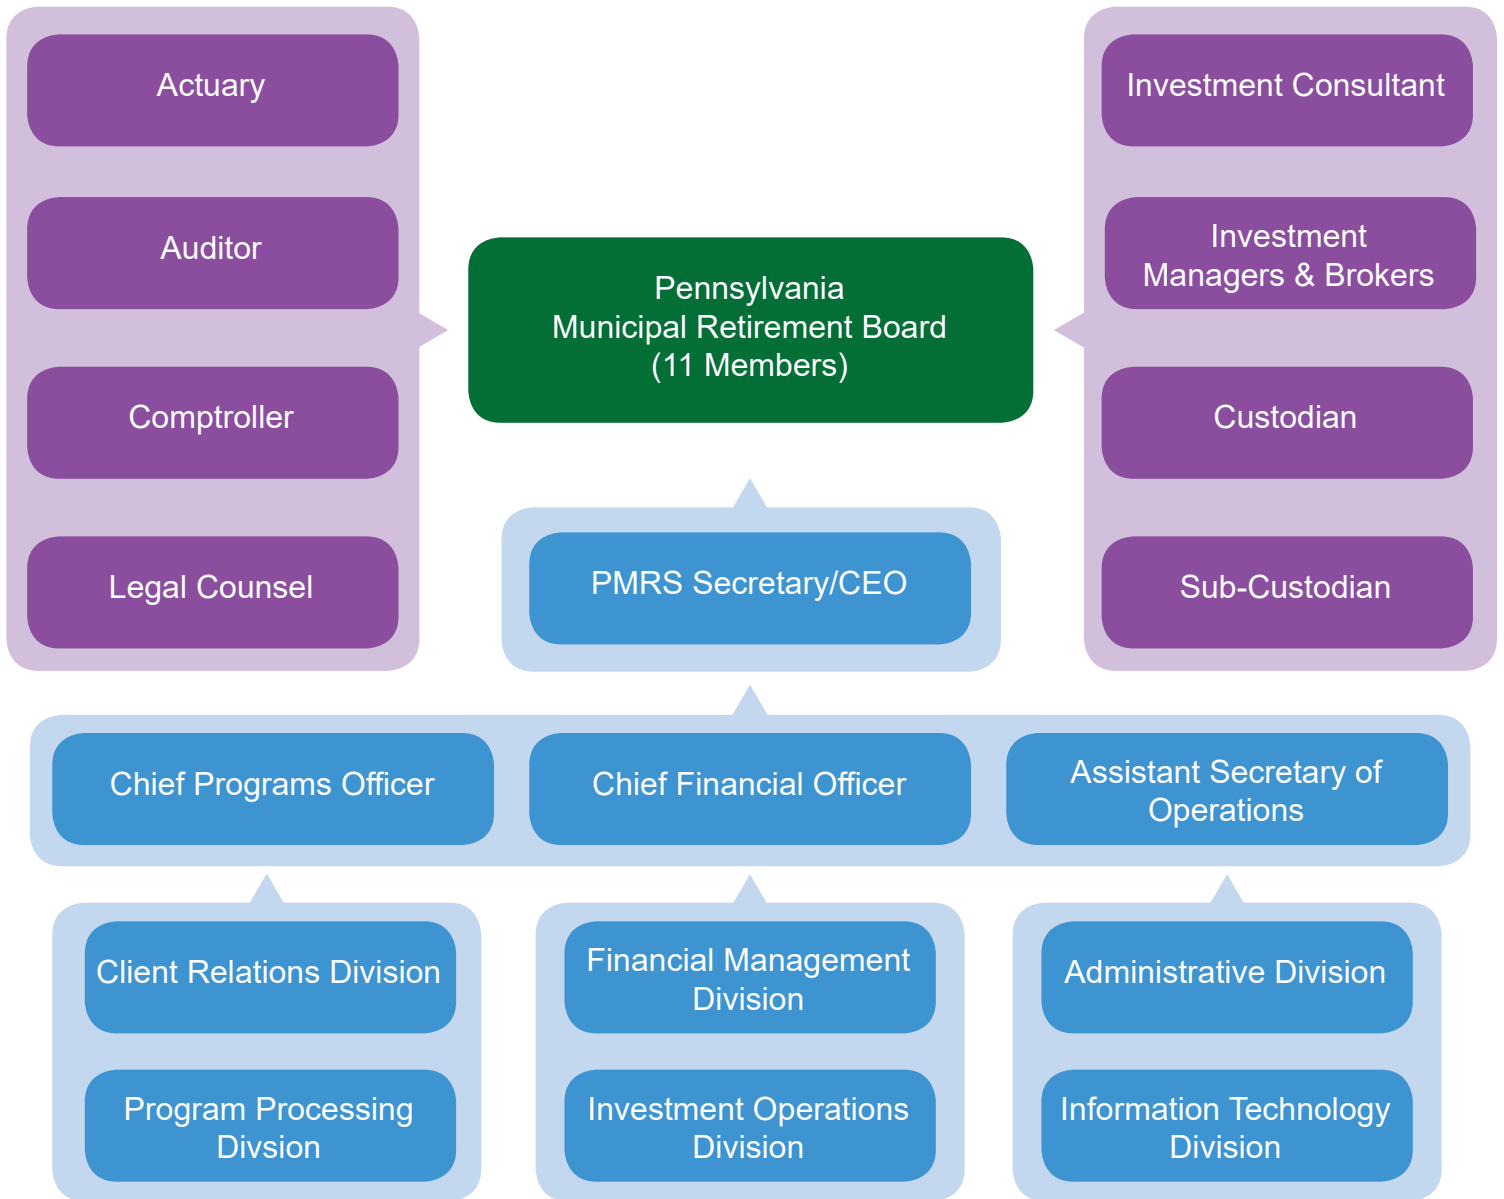 Actuary
Auditor
Comptroller
Legal Counsel
Pennsylvania
Municipal Retirement Board
(11 Members)
Investment Consultant
Investment
Managers & Brokers
Custodian
Sub-Custodian
PMRS Secretary/CEO
Chief Programs Officer
Chief Financial Officer
Assistant Secretary of
Operations
Client Relations Division
Program Processing
Divsion
Financial Management
Division
Investment Operations
Division
Administrative Division
Information Technology
Division